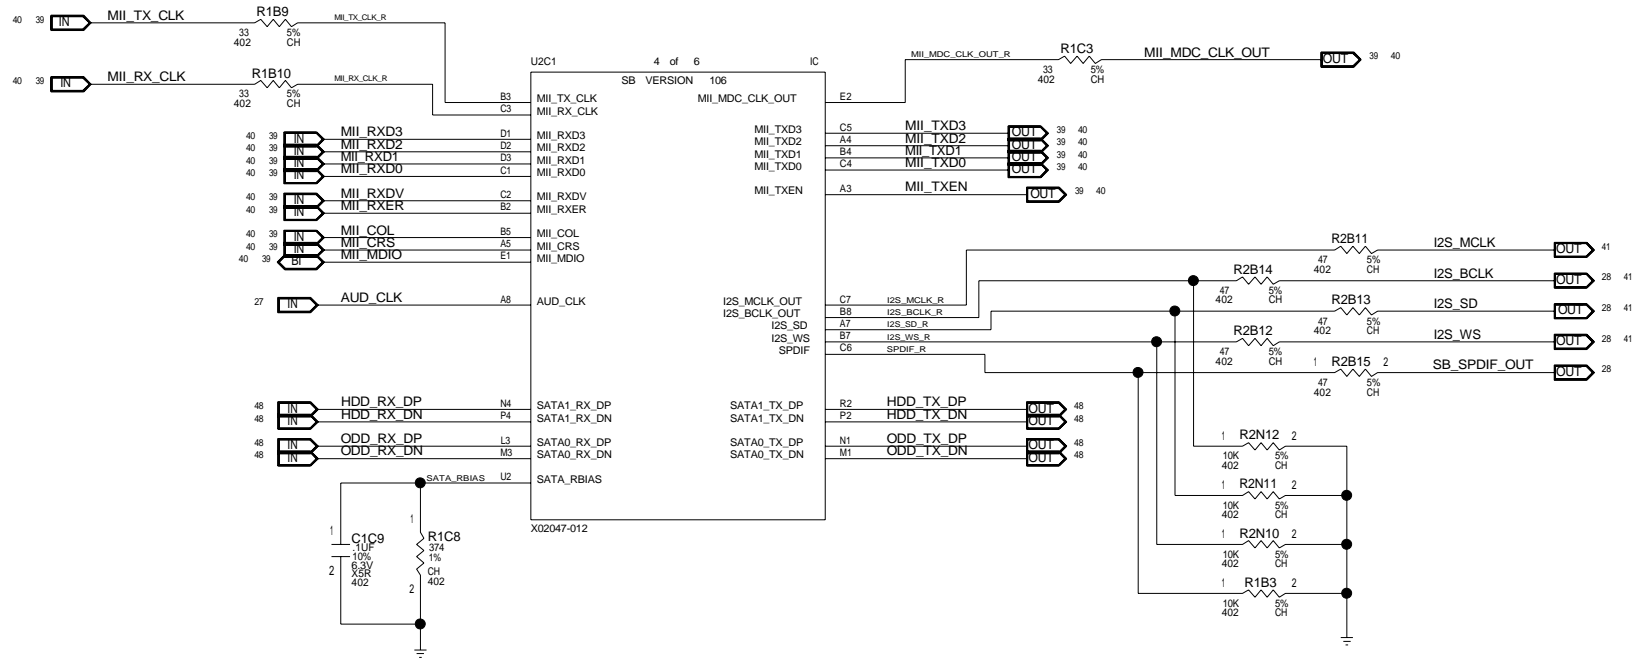 40 39 IN MII_TX_CLK R1B9 MII_TX_CLK_R
33 5%
402 CH
40 39 IN MII_RX_CLK R1B10 MII_RX_CLK_R
33 5%
402 CH
U2C1 4 of 6 IC
SB VERSION 106
MII_MDC_CLK_OUT_R R1C3 MII_MDC_CLK_OUT OUT 39 40
33 5%
402 CH
B3 MII_TX_CLK MII_MDC_CLK_OUT E2
C3 MII_RX_CLK
40 39 IN MII_RXD3 D1 MII_RXD3 MII_TXD3 C5 MII_TXD3 OUT 39 40
40 39 IN MII_RXD2 D2 MII_RXD2 MII_TXD2 A4 MII_TXD2 OUT 39 40
40 39 IN MII_RXD1 D3 MII_RXD1 MII_TXD1 B4 MII_TXD1 OUT 39 40
40 39 IN MII_RXD0 C1 MII_RXD0 MII_TXD0 C4 MII_TXD0 OUT 39 40
40 39 IN MII_RXDV C2 MII_RXDV MII_TXEN A3 MII_TXEN OUT 39 40
40 39 IN MII_RXER B2 MII_RXER
40 39 IN MII_COL B5 MII_COL
40 39 IN MII_CRS A5 MII_CRS
40 39 BI MII_MDIO E1 MII_MDIO
27 IN AUD_CLK A8 AUD_CLK
I2S_MCLK_OUT C7 I2S_MCLK_R R2B11 I2S_MCLK OUT 41
47 5%
402 CH
I2S_BCLK_OUT B8 I2S_BCLK_R R2B14 I2S_BCLK OUT 28 41
47 5%
402 CH
I2S_SD A7 I2S_SD_R R2B13 I2S_SD OUT 28 41
47 5%
402 CH
I2S_WS B7 I2S_WS_R R2B12 I2S_WS OUT 28 41
47 5%
402 CH
SPDIF C6 SPDIF_R 1 R2B15 2 SB_SPDIF_OUT OUT 28
47 5%
402 CH
48 IN HDD_RX_DP N4 SATA1_RX_DP SATA1_TX_DP R2 HDD_TX_DP OUT 48
48 IN HDD_RX_DN P4 SATA1_RX_DN SATA1_TX_DN P2 HDD_TX_DN OUT 48
48 IN ODD_RX_DP L3 SATA0_RX_DP SATA0_TX_DP N1 ODD_TX_DP OUT 48
48 IN ODD_RX_DN M3 SATA0_RX_DN SATA0_TX_DN M1 ODD_TX_DN OUT 48
SATA_RBIAS U2 SATA_RBIAS
X02047-012
1 C1C9
.1UF
10%
6.3V
2 X5R
402
1
R1C8
374
1%
CH
2 402
1 R2N12 2
10K 5%
402 CH
1 R2N11 2
10K 5%
402 CH
1 R2N10 2
10K 5%
402 CH
1 R1B3 2
10K 5%
402 CH